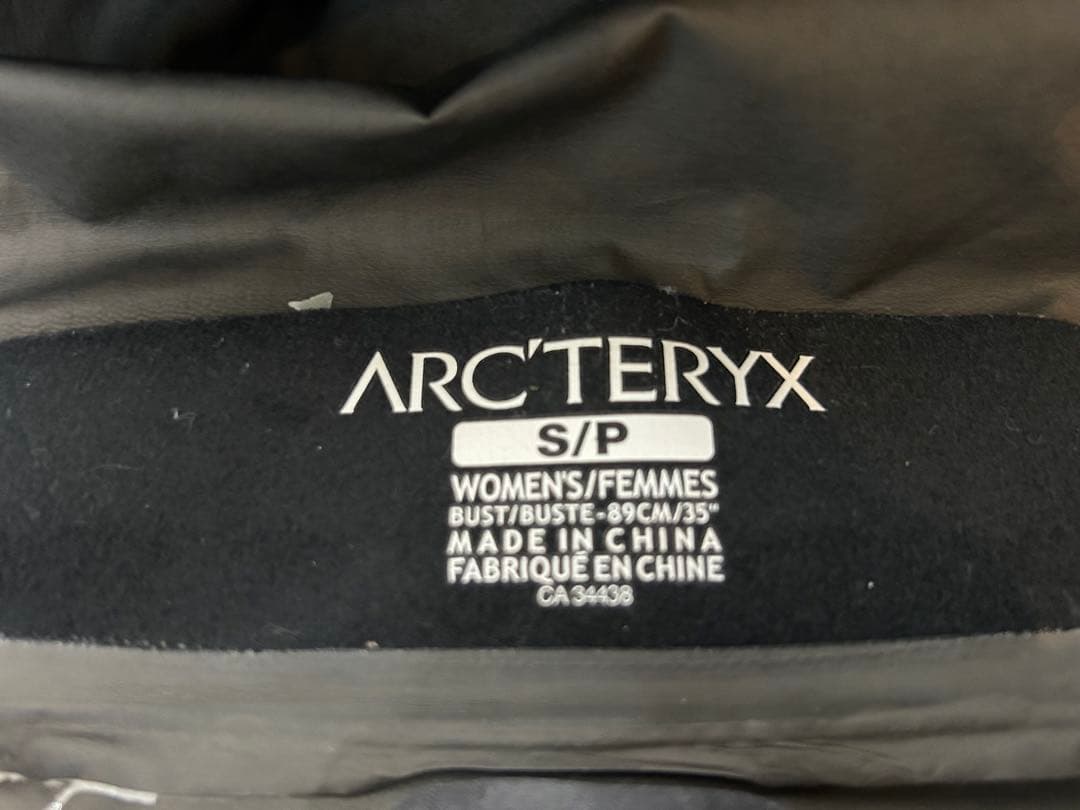 ARC'TERYX
S/P
WOMEN'S/FEMMES
BUST/BUSTE-89CM/35"
MADE IN CHINA
FABRIQUÉ EN CHINE
CA 34438